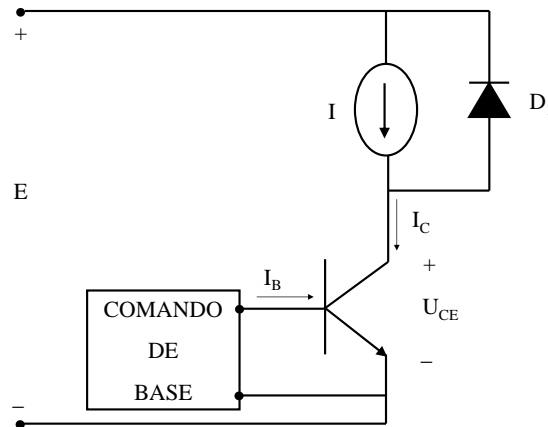 +
E
−
I
D
I_C
I_B
+
U_CE
−
COMANDO
DE
BASE